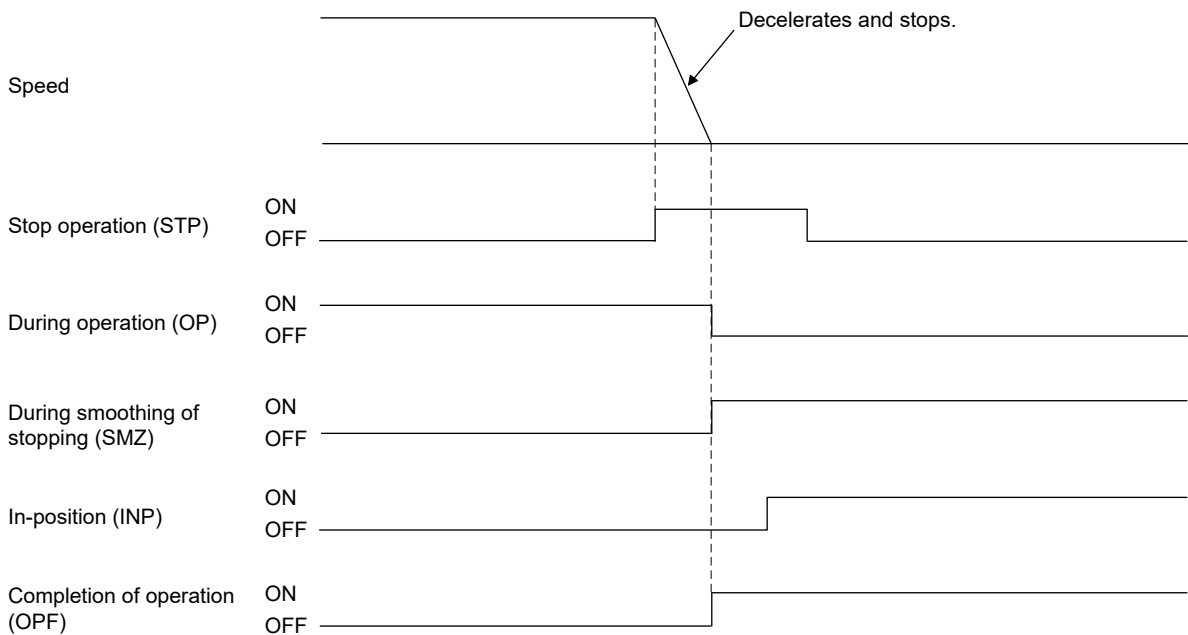 Decelerates and stops.
Speed
Stop operation (STP)
ON
OFF
During operation (OP)
ON
OFF
During smoothing of
stopping (SMZ)
ON
OFF
In-position (INP)
ON
OFF
Completion of operation
(OPF)
ON
OFF